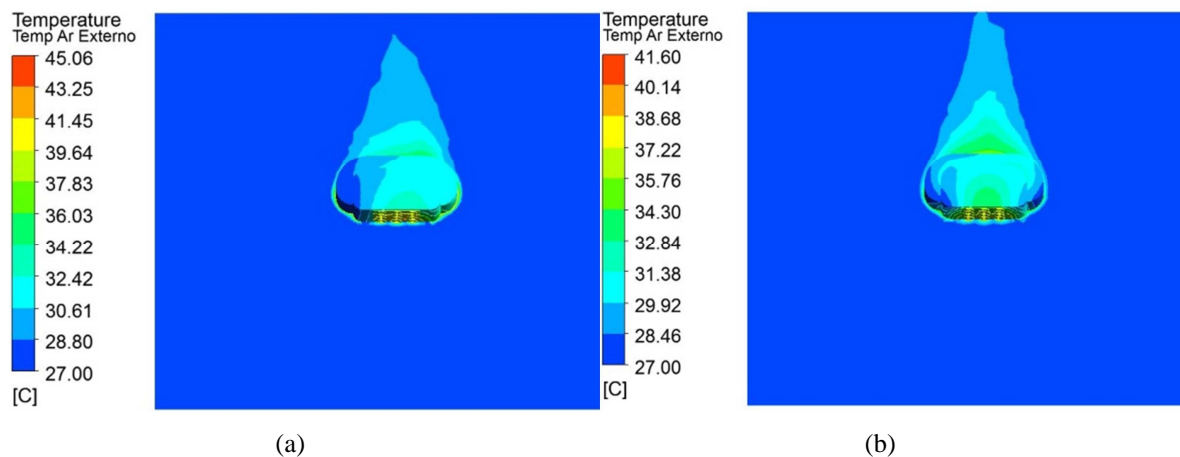 Temperature
Temp Ar Externo
45.06
43.25
41.45
39.64
37.83
36.03
34.22
32.42
30.61
28.80
27.00
[C]
(a)
Temperature
Temp Ar Externo
41.60
40.14
38.68
37.22
35.76
34.30
32.84
31.38
29.92
28.46
27.00
[C]
(b)